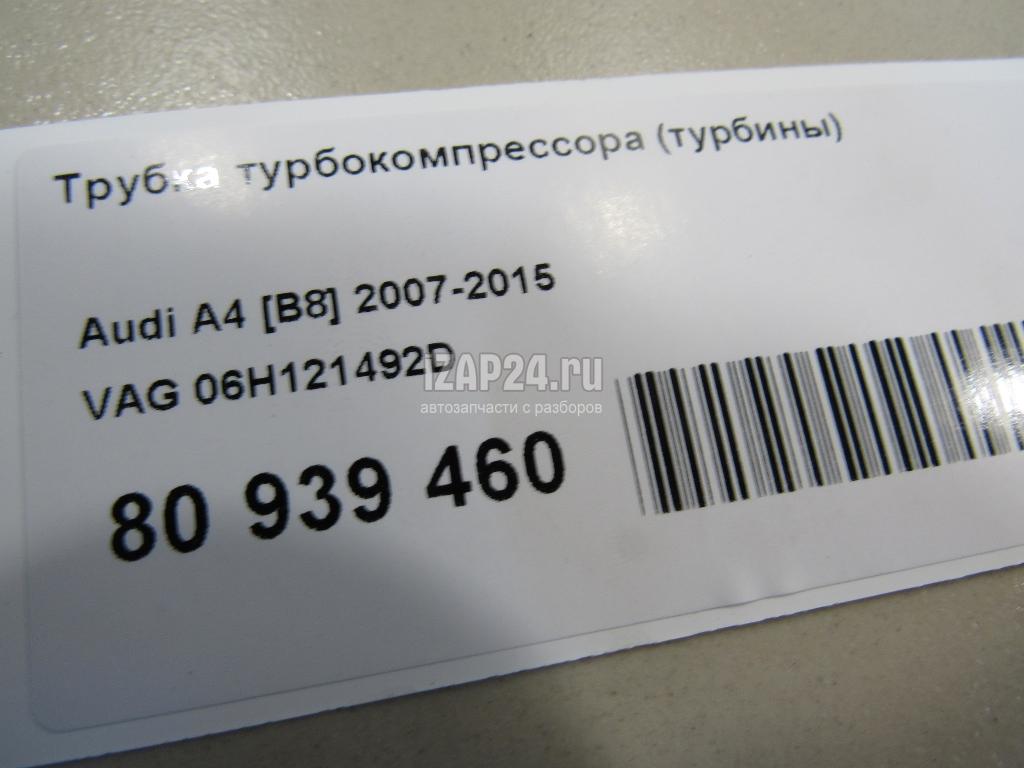 Трубка турбокомпрессора (турбины)
Audi A4 [B8] 2007-2015
VAG 06H121492D
iZAP24.ru
автозапчасти с разборов
80 939 460